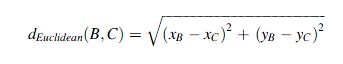 d_{Euclidean}(B, C) = \sqrt{(x_B − x_C)^2 + (y_B − y_C)^2}